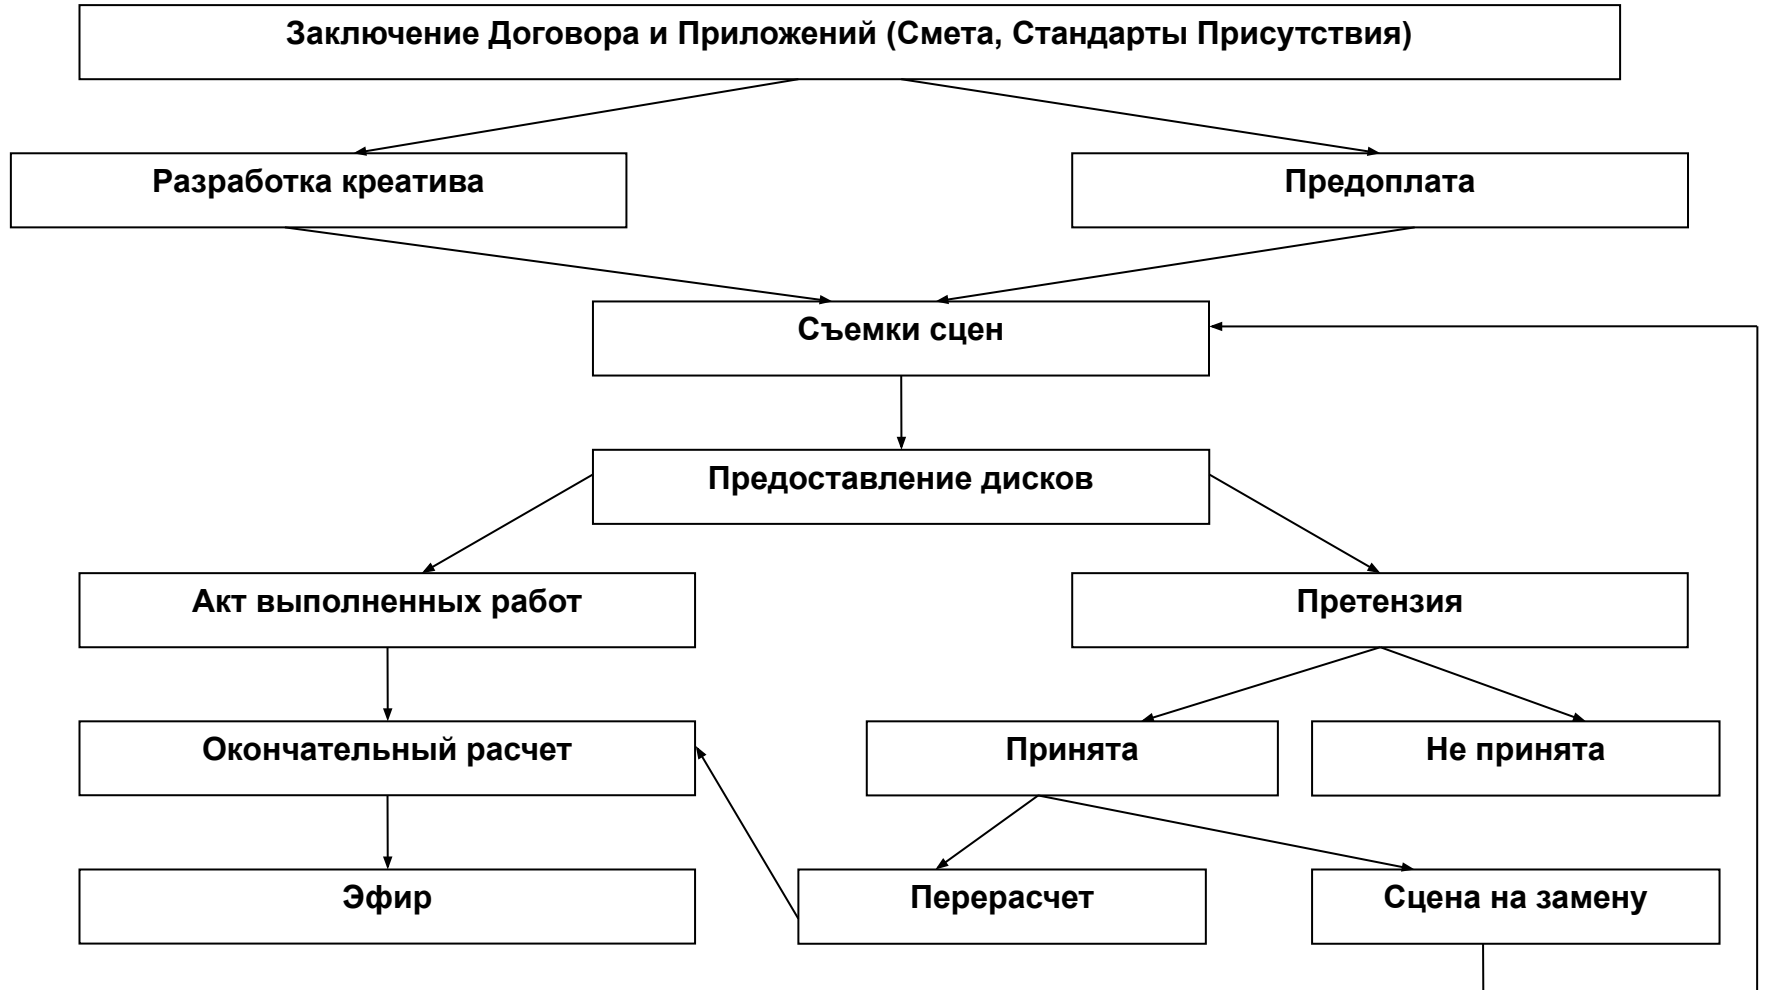 Заключение Договора и Приложений (Смета, Стандарты Присутствия)
Разработка креатива
Предоплата
Съемки сцен
Предоставление дисков
Акт выполненных работ
Претензия
Окончательный расчет
Принята
Не принята
Эфир
Перерасчет
Сцена на замену